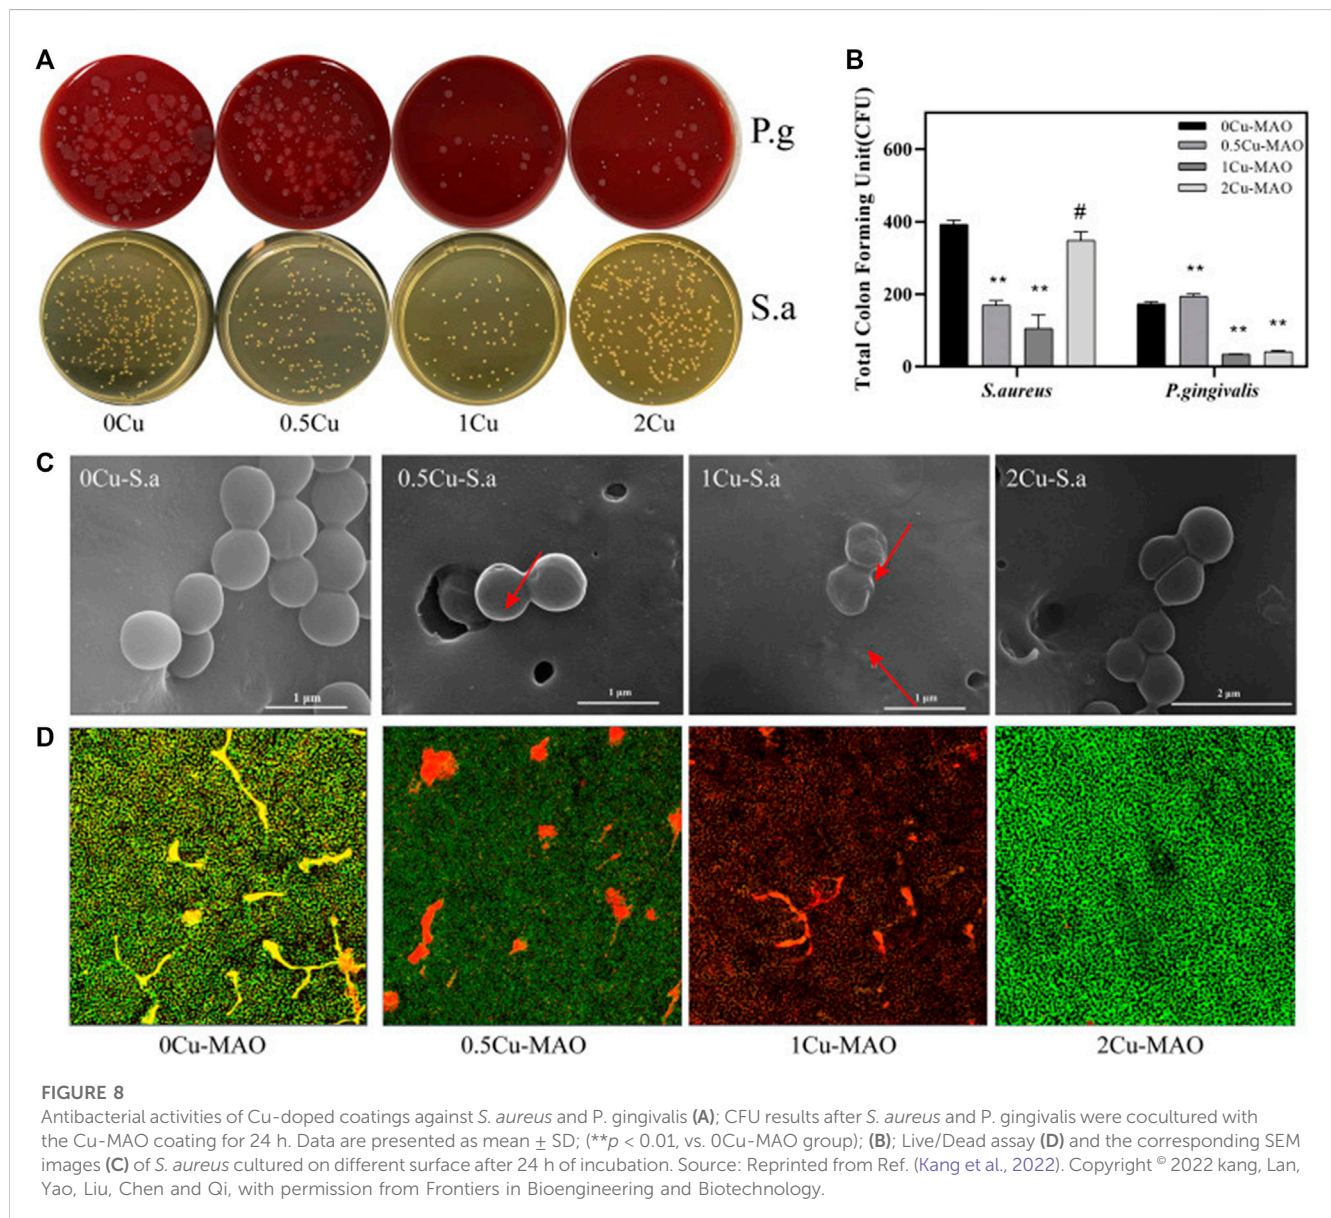 A
P.g
S.a
0Cu 0.5Cu 1Cu 2Cu
B
Total Colon Forming Unit(CFU)
600
400
200
0
0Cu-MAO
0.5Cu-MAO
1Cu-MAO
2Cu-MAO
** ** # ** ** **
S.aureus P.gingivalis
C
0Cu-S.a 0.5Cu-S.a 1Cu-S.a 2Cu-S.a
1 μm 1 μm 1 μm 2 μm
D
0Cu-MAO 0.5Cu-MAO 1Cu-MAO 2Cu-MAO
FIGURE 8
Antibacterial activities of Cu-doped coatings against S. aureus and P. gingivalis (A); CFU results after S. aureus and P. gingivalis were cocultured with
the Cu-MAO coating for 24 h. Data are presented as mean ± SD; (**p < 0.01, vs. 0Cu-MAO group); (B); Live/Dead assay (D) and the corresponding SEM
images (C) of S. aureus cultured on different surface after 24 h of incubation. Source: Reprinted from Ref. (Kang et al., 2022). Copyright © 2022 kang, Lan,
Yao, Liu, Chen and Qi, with permission from Frontiers in Bioengineering and Biotechnology.